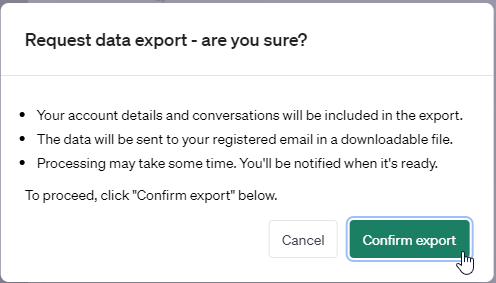 Request data export - are you sure?
Your account details and conversations will be included in the export.
The data will be sent to your registered email in a downloadable file.
Processing may take some time. You'll be notified when it's ready.
To proceed, click "Confirm export" below.
Cancel
Confirm export